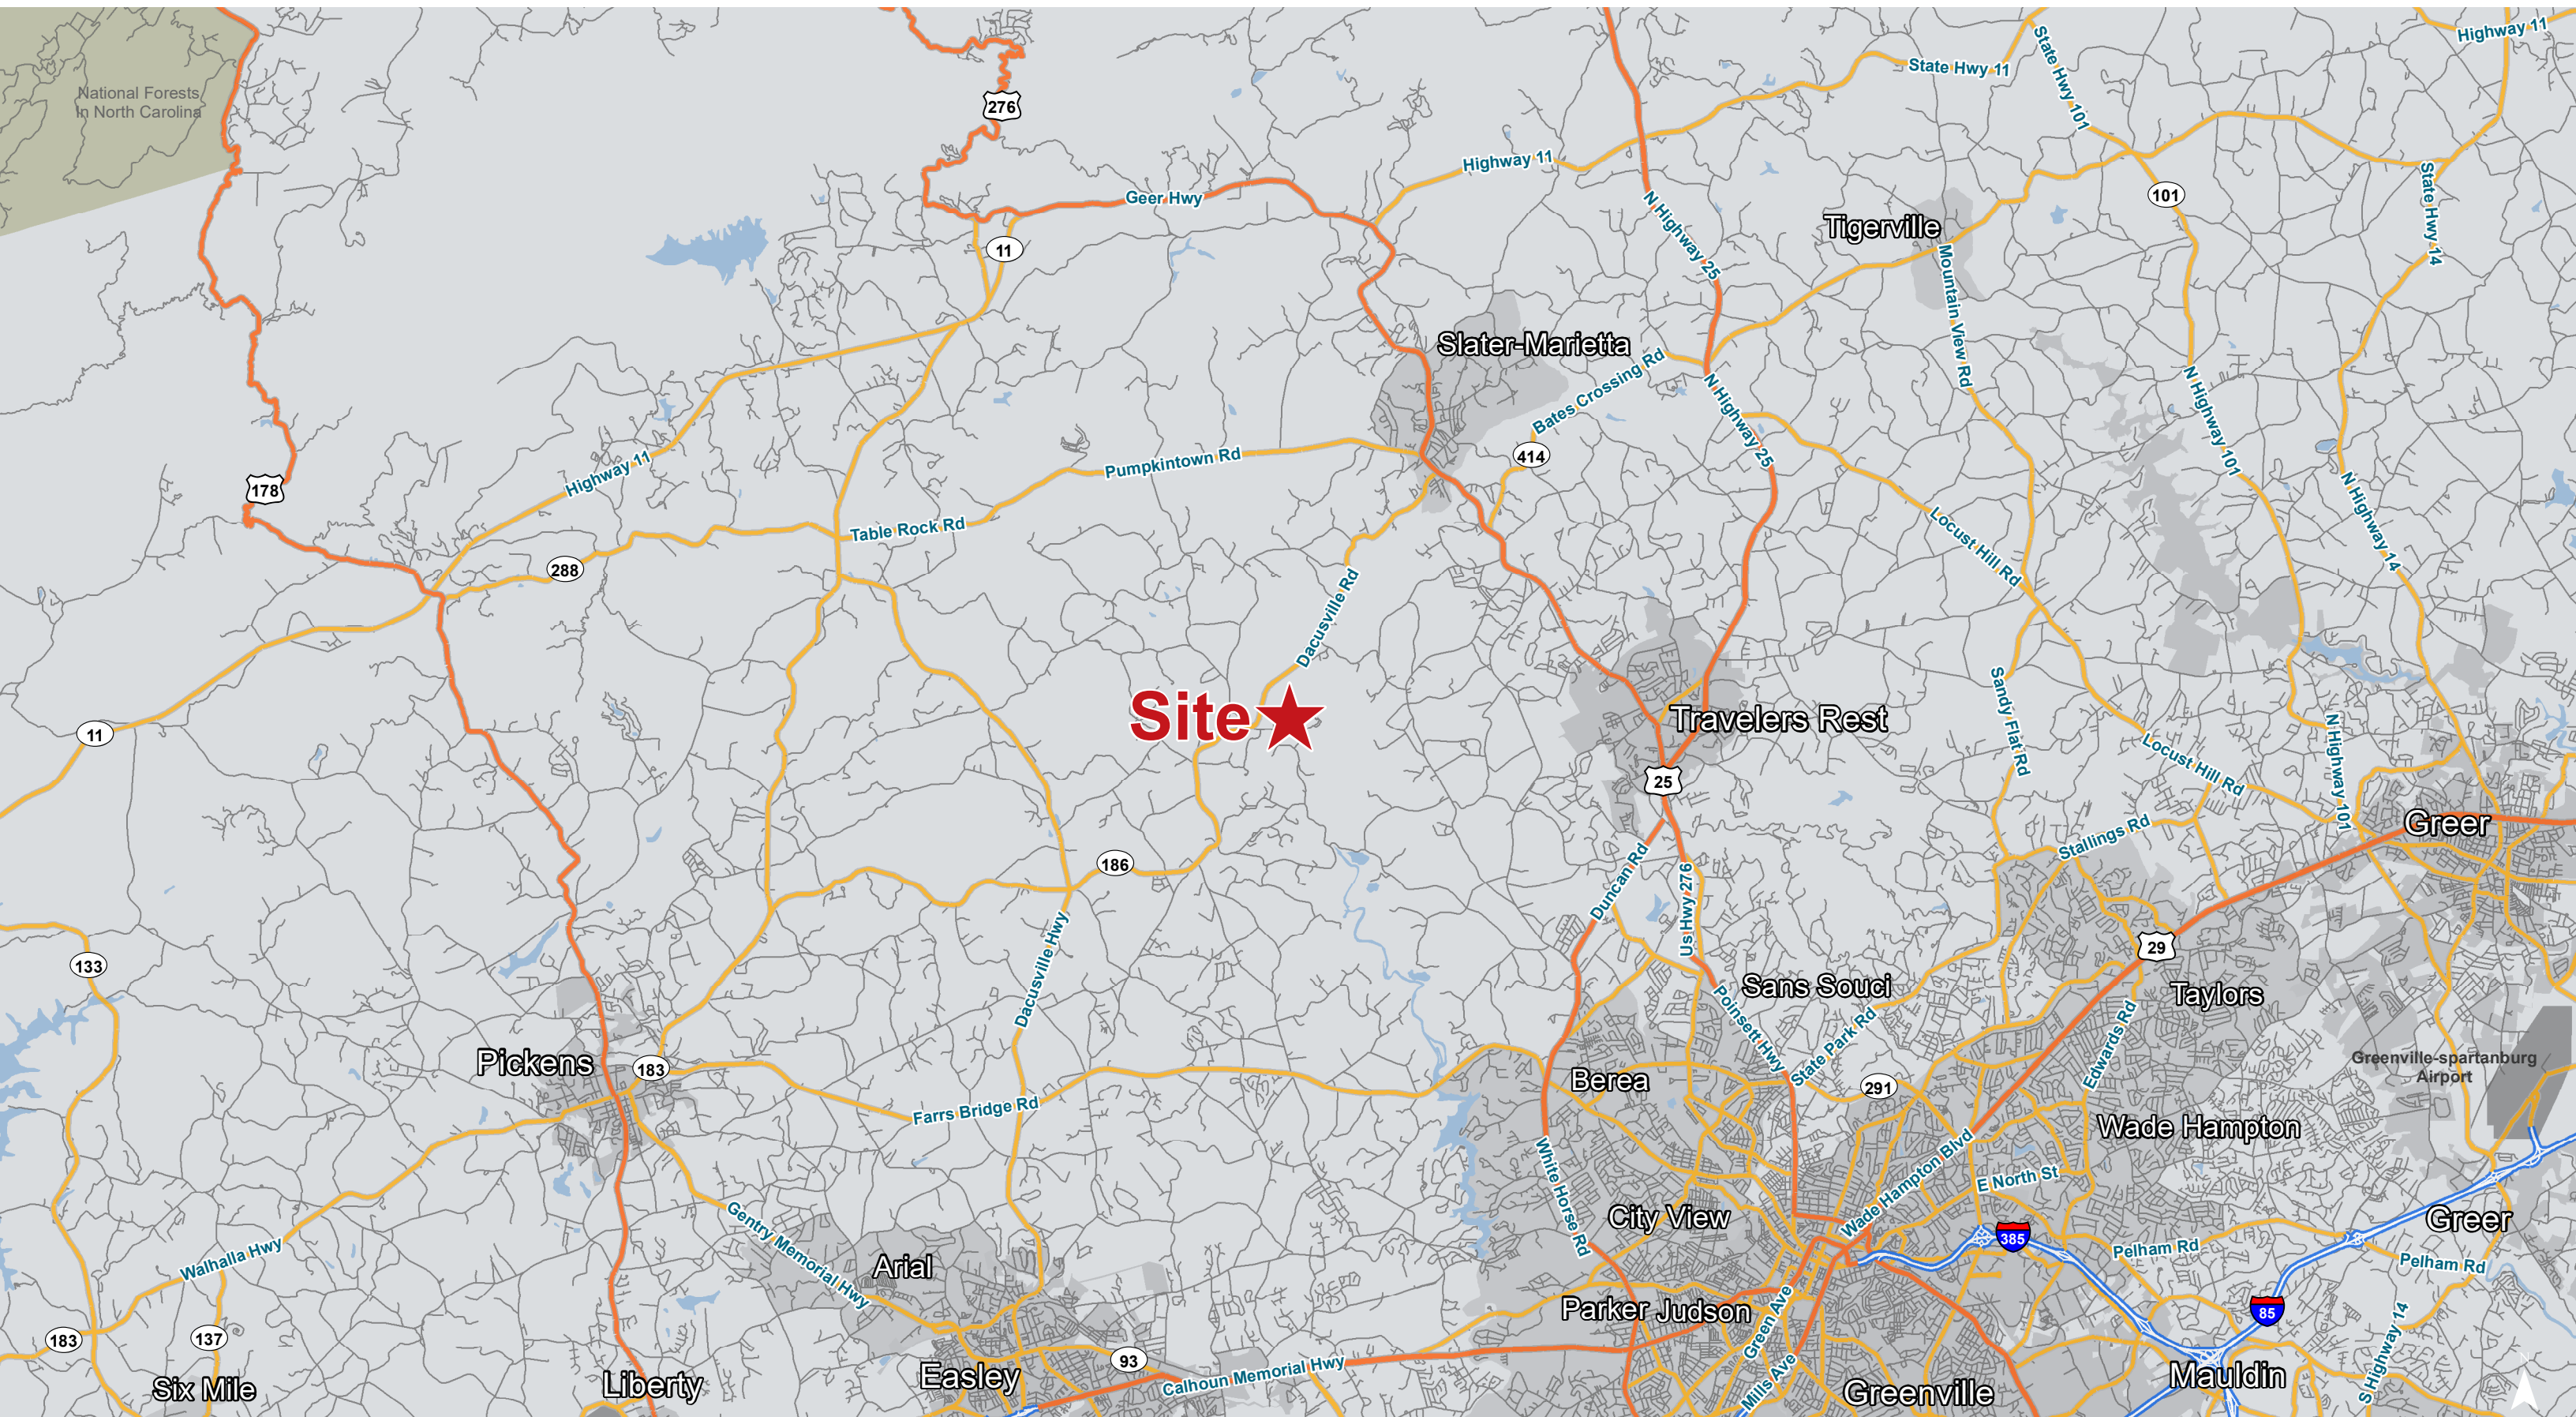 Highway 11
State Hwy 11
State Hwy 101
National Forests
In North Carolina
276
Highway 11
101
State Hwy 14
Geer Hwy
N Highway 25
Tigerville
11
Mountain View Rd
Slater-Marietta
Bates Crossing Rd
N Highway 25
N Highway 101
414
Pumpkintown Rd
Highway 11
178
N Highway 14
Table Rock Rd
Locust Hill Rd
288
Dacusville Rd
Site
Travelers Rest
Sandy Flat Rd
11
25
Locust Hill Rd
N Highway 101
Greer
Stallings Rd
186
Duncan Rd
Us Hwy 276
29
133
Dacusville Hwy
Sans Souci
Taylors
Poinsett Hwy
State Park Rd
Edwards Rd
Pickens
183
Greenville-spartanburg
Airport
Berea
291
Farrs Bridge Rd
Wade Hampton
White Horse Rd
Wade Hampton Blvd
E North St
City View
Greer
385
Gentry Memorial Hwy
Walhalla Hwy
Pelham Rd
Pelham Rd
Arial
Parker
Judson
Green Ave
85
183
137
93
Calhoun Memorial Hwy
S Highway 14
Six Mile
Liberty
Easley
Mills Ave
Greenville
Mauldin